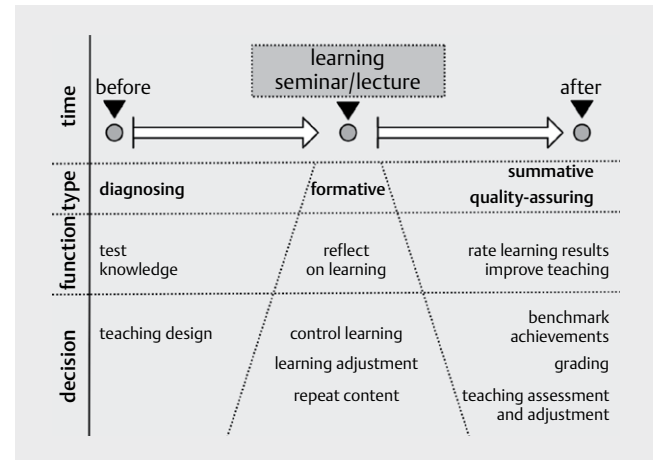 learning
seminar/lecture
before
after
time
type
diagnosing
formative
summative
quality-assuring
function
test
knowledge
reflect
on learning
rate learning results
improve teaching
decision
teaching design
control learning
learning adjustment
repeat content
benchmark
achievements
grading
teaching assessment
and adjustment